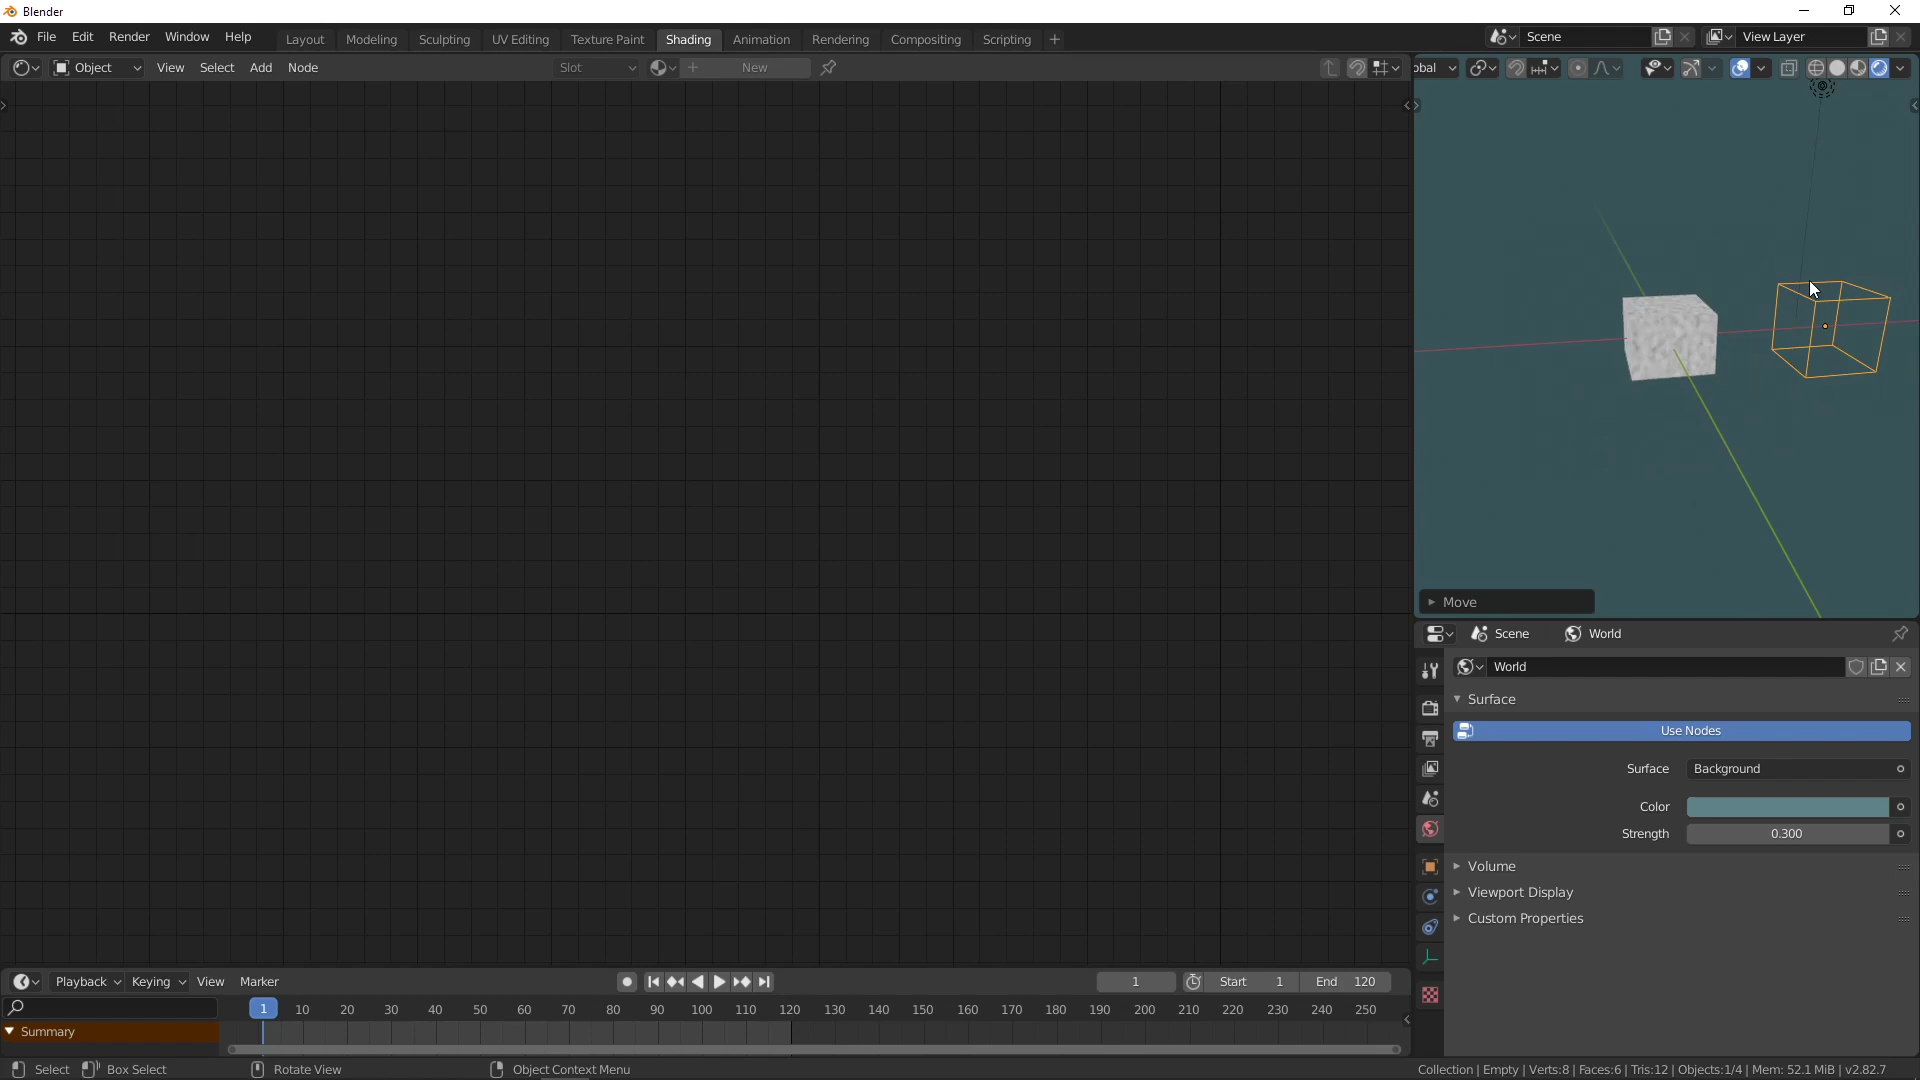 Blender
File Edit Render Window Help Layout Modeling Sculpting UV Editing Texture Paint Shading Animation Rendering Compositing Scripting + Scene View Layer
Object View Select Add Node Slot New obal
Move
Scene World
World
Surface
Use Nodes
Surface Background
Color
Strength 0.300
Volume
Viewport Display
Custom Properties
Playback Keying View Marker 1 Start 1 End 120
1 10 20 30 40 50 60 70 80 90 100 110 120 130 140 150 160 170 180 190 200 210 220 230 240 250
Summary
Select Box Select Rotate View Object Context Menu Collection | Empty | Verts:8 | Faces:6 | Tris:12 | Objects:1/4 | Mem: 52.1 MiB | v2.82.7